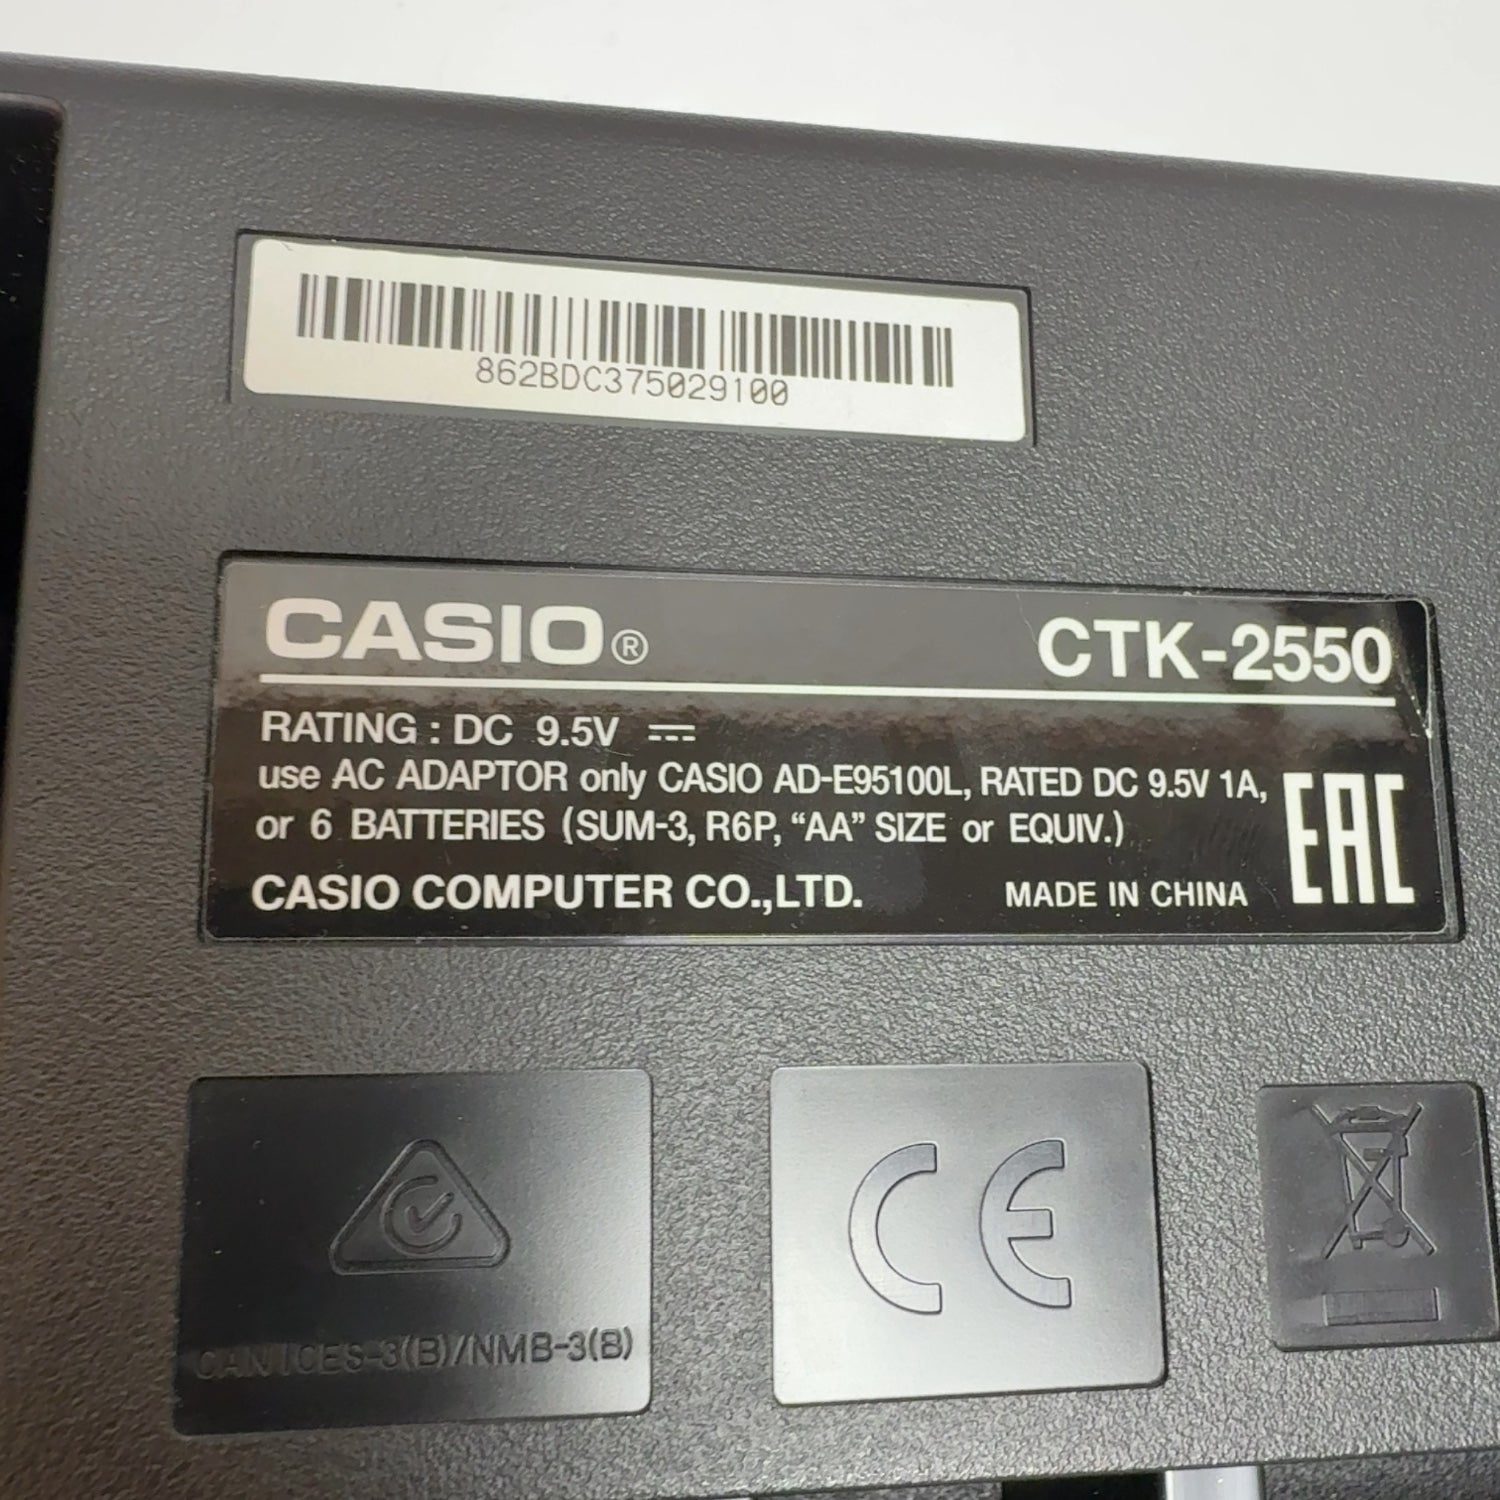 862BDC375029100
CASIO® CTK-2550
RATING : DC 9.5V ⎓
use AC ADAPTOR only CASIO AD-E95100L, RATED DC 9.5V 1A,
or 6 BATTERIES (SUM-3, R6P, “AA” SIZE or EQUIV.)
EAC
CASIO COMPUTER CO.,LTD. MADE IN CHINA
CE
CAN ICES-3(B)/NMB-3(B)